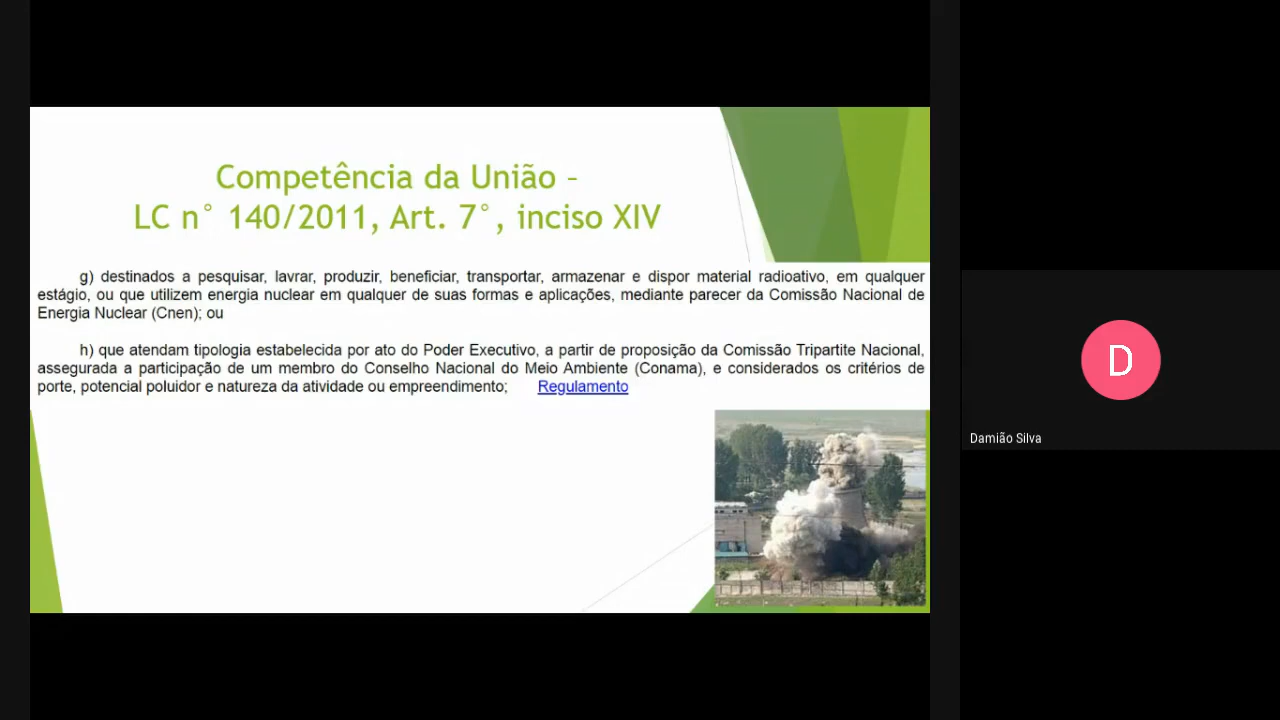 Competência da União –
LC n° 140/2011, Art. 7°, inciso XIV
g) destinados a pesquisar, lavrar, produzir, beneficiar, transportar, armazenar e dispor material radioativo, em qualquer
estágio, ou que utilizem energia nuclear em qualquer de suas formas e aplicações, mediante parecer da Comissão Nacional de
Energia Nuclear (Cnen); ou
h) que atendam tipologia estabelecida por ato do Poder Executivo, a partir de proposição da Comissão Tripartite Nacional,
assegurada a participação de um membro do Conselho Nacional do Meio Ambiente (Conama), e considerados os critérios de
porte, potencial poluidor e natureza da atividade ou empreendimento; Regulamento
D
Damião Silva